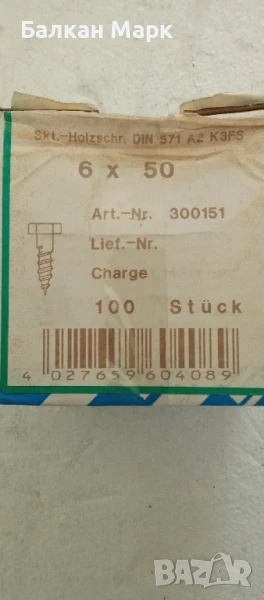 Балкан Марк
Skt.-Holzschr. DIN 571 A2 K3FS
6 x 50
Art.-Nr. 300151
Lief.-Nr.
Charge
100 Stück
4 027659 604089
BAZAR